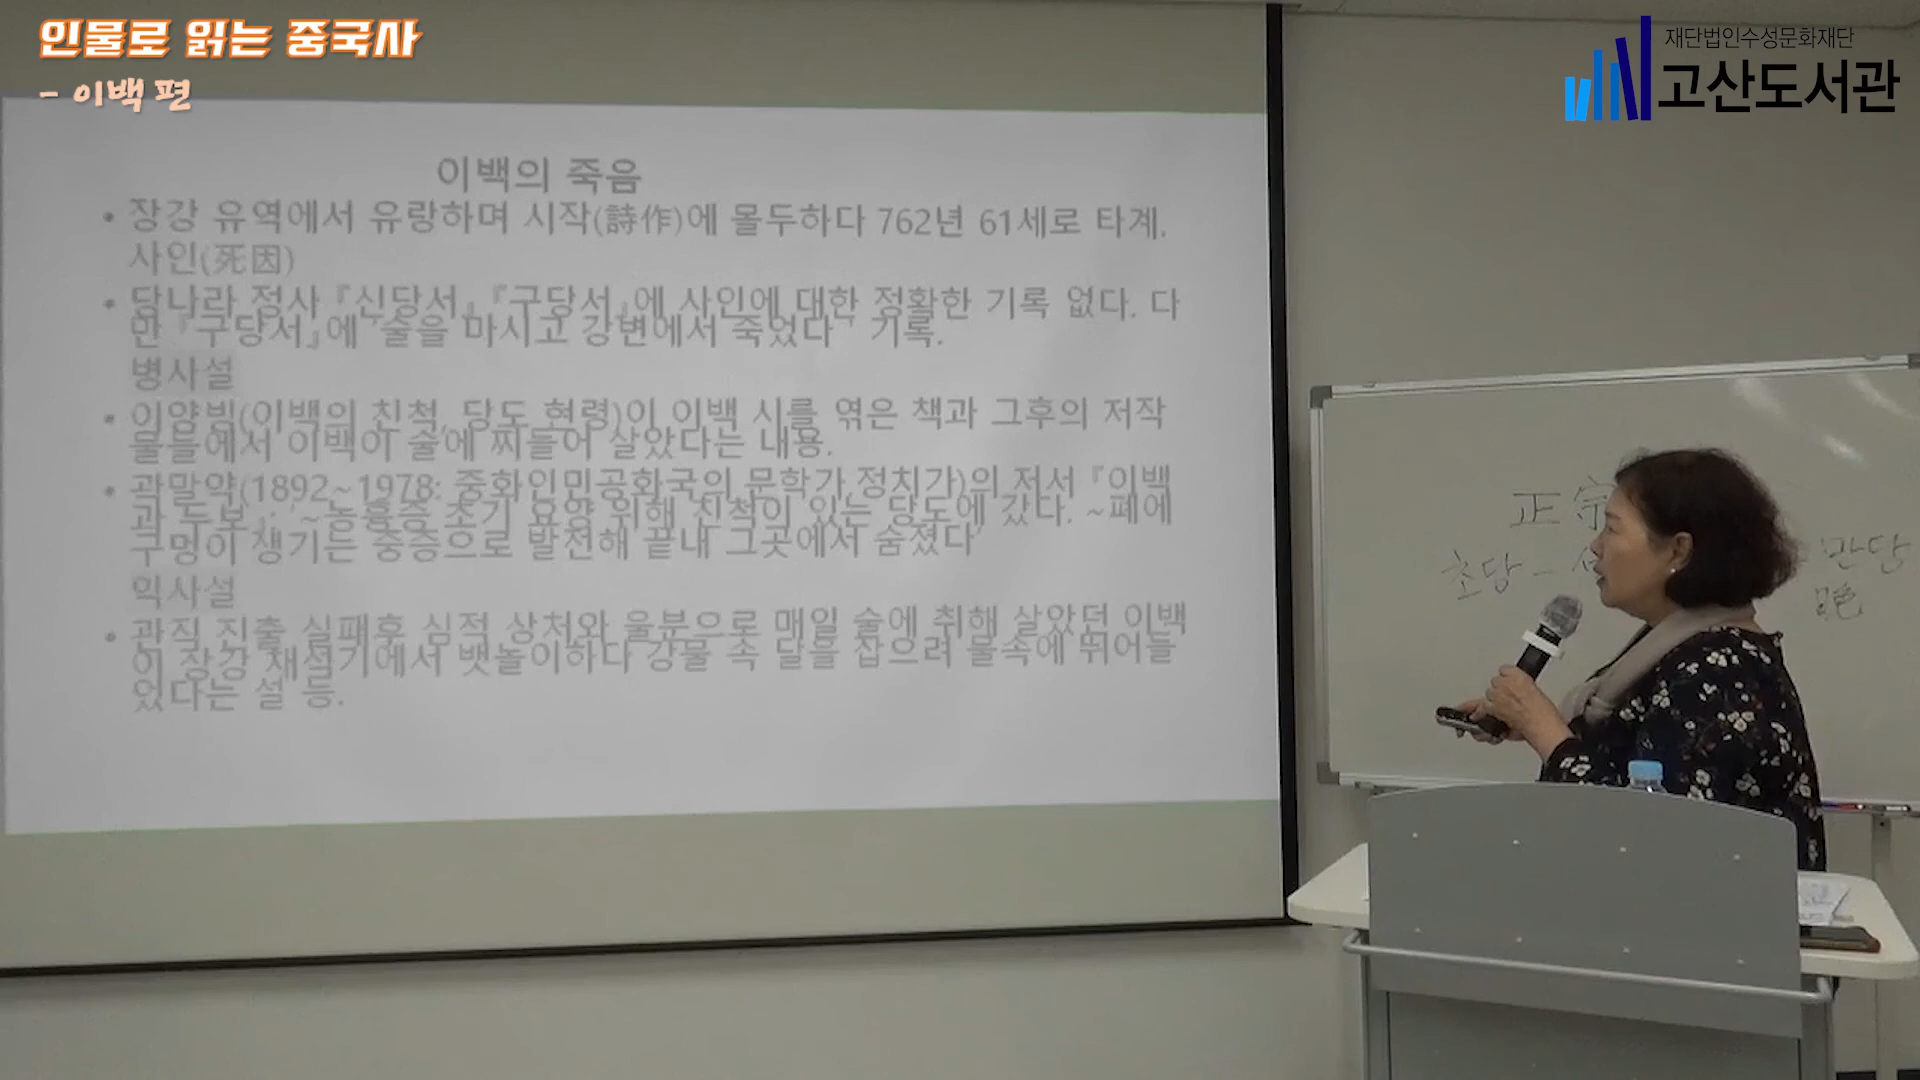 인물로 읽는 중국사
- 이백 편
재단법인수성문화재단
고산도서관
이백의 죽음
• 장강 유역에서 유랑하며 시작(詩作)에 몰두하다 762년 61세로 타계.
사인(死因)
• 당나라 정사 『신당서』, 『구당서』에 사인에 대한 정확한 기록 없다. 다
만 『구당서』에 “술을 마시고 강변에서 죽었다” 기록.
병사설
• 이양빙(이백의 친척, 당도 현령)이 이백 시를 엮은 책과 그후의 저작
물들에서 이백이 술에 찌들어 살았다는 내용.
• 곽말약(1892~1978: 중화인민공화국의 문학가,정치가)의 저서 『이백
과 두보』: ‘~농흉증 초기 요양 위해 친척이 있는 당도에 갔다. ~폐에
구멍이 생기는 중증으로 발전해 끝내 그곳에서 숨졌다’
익사설
• 관직 진출 실패후 심적 상처와 울분으로 매일 술에 취해 살았던 이백
이 장강 채석기에서 뱃놀이하다 강물 속 달을 잡으려 물속에 뛰어들
었다는 설 등.
正宗
초당 - 만당